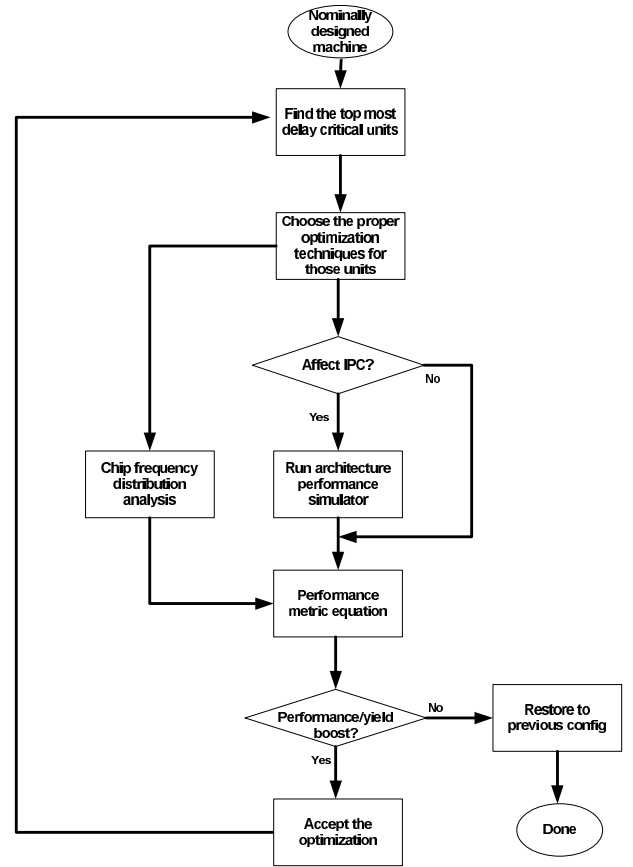 Nominally
designed
machine
Find the top most
delay critical units
Choose the proper
optimization
techniques for
those units
Affect IPC?
No
Yes
Chip frequency
distribution
analysis
Run architecture
performance
simulator
Performance
metric equation
Performance/yield
boost?
No
Restore to
previous config
Yes
Accept the
optimization
Done